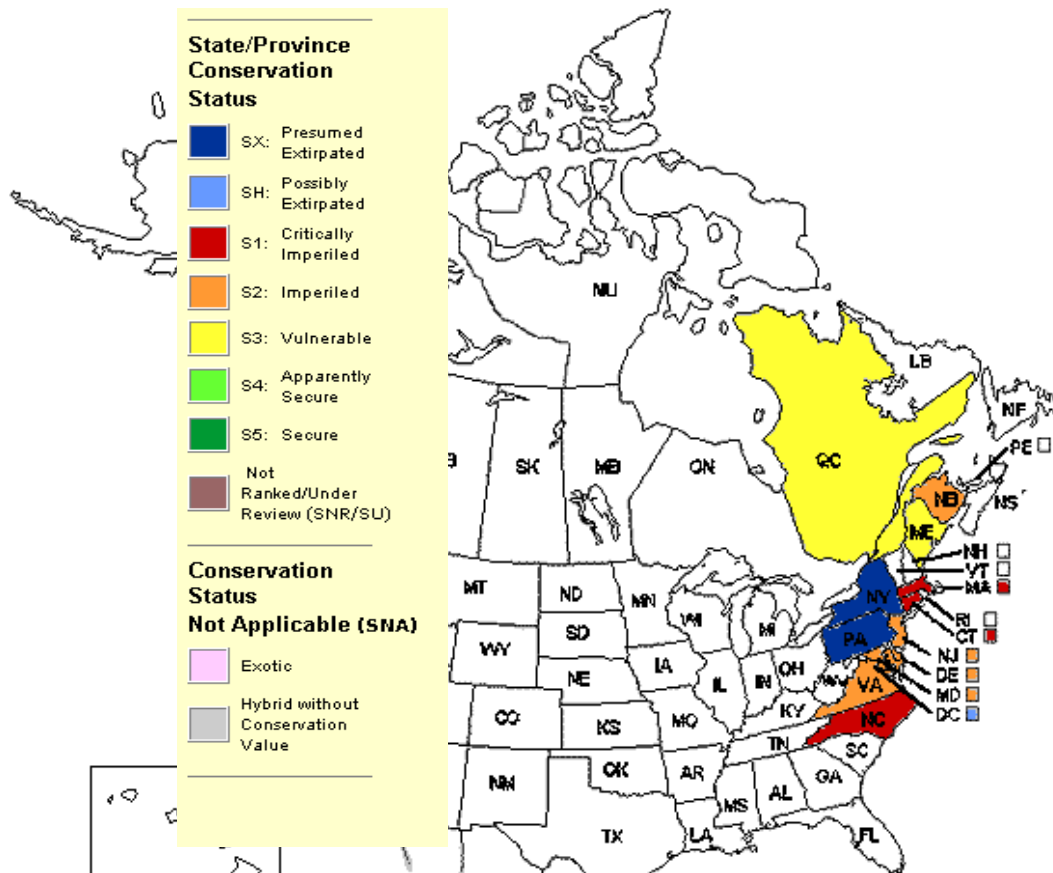 State/Province
Conservation
Status
SX: Presumed
Extirpated
SH: Possibly
Extirpated
S1: Critically
Imperiled
S2: Imperiled
S3: Vulnerable
S4: Apparently
Secure
S5: Secure
Not
Ranked/Under
Review (SNR/SU)
Conservation
Status
Not Applicable (SNA)
Exotic
Hybrid without
Conservation
Value
NU
LB
NF
PE
SK
MB
ON
QC
NB
NS
ME
NH
VT
MA
RI
CT
NJ
DE
MD
DC
MT
ND
MN
WI
MI
NY
PA
SD
WY
IA
NE
IL
IN
OH
WV
VA
CO
KS
MO
KY
NC
TN
SC
NM
OK
AR
MS
AL
GA
TX
LA
FL